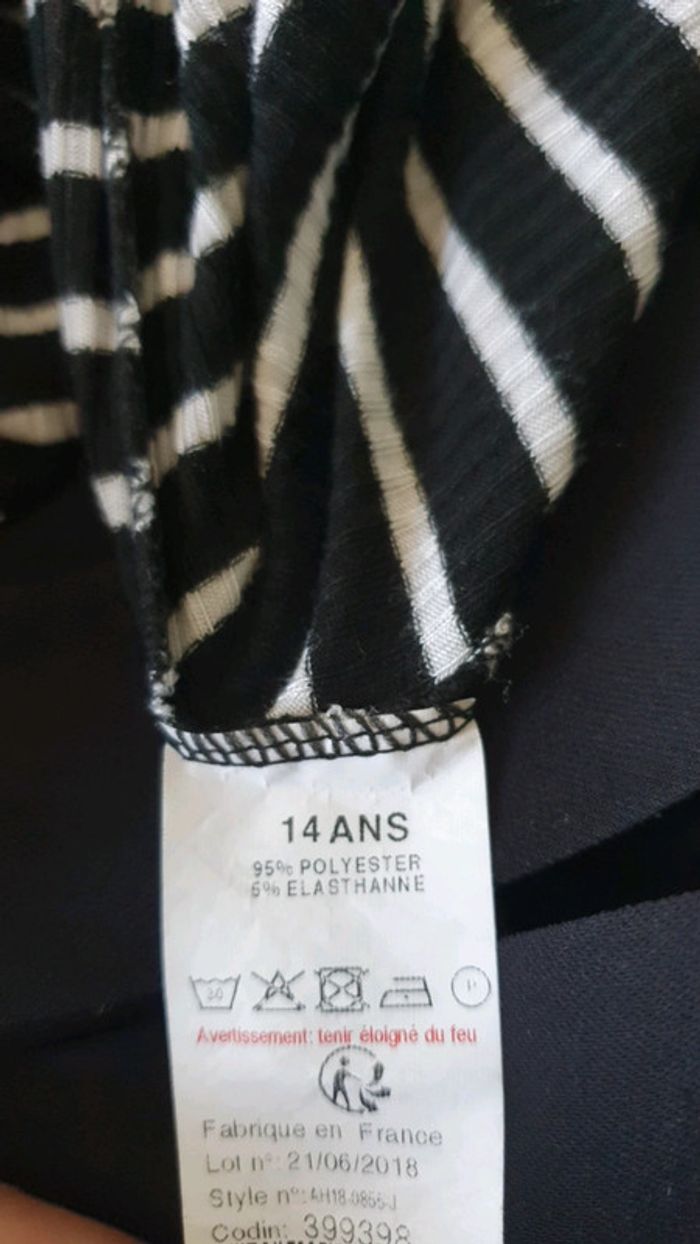 14 ANS
95% POLYESTER
5% ELASTHANNE
30 P
Avertissement: tenir éloigné du feu
Fabrique en France
Lot n°: 21/06/2018
Style n°: AH18-0855-J
Codin: 399398